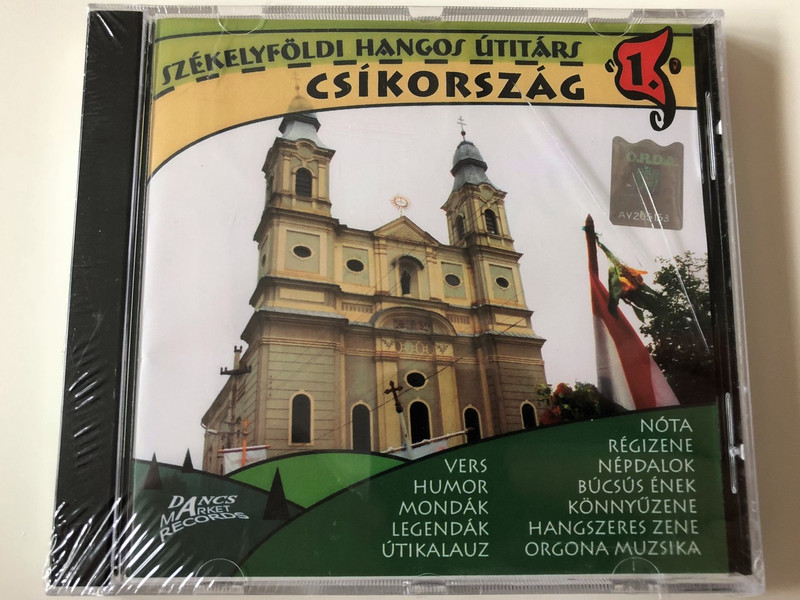 SZÉKELYFÖLDI HANGOS ÚTITÁRS
CSÍKORSZÁG
1.
O.R.D.A.
NÓTA
RÉGIZENE
VERS NÉPDALOK
HUMOR BÚCSÚS ÉNEK
MONDÁK KÖNNYŰZENE
LEGENDÁK HANGSZERES ZENE
ÚTIKALAUZ ORGONA MUZSIKA
DANCS
MARKET
RECORDS